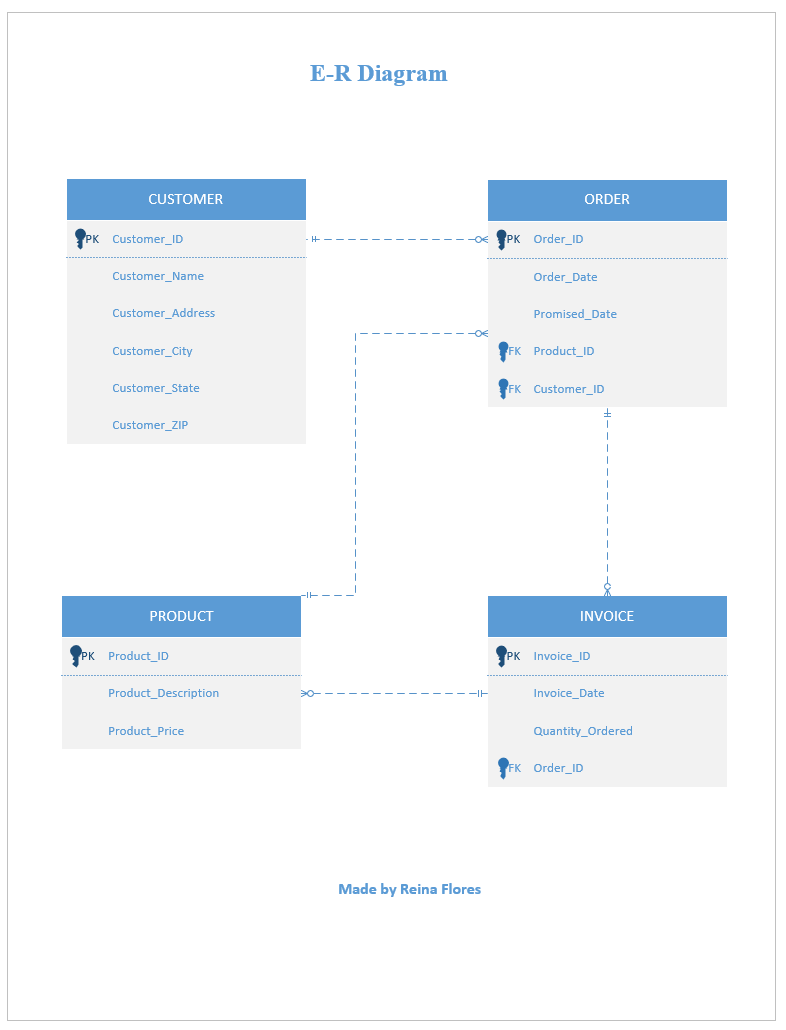 E-R Diagram
CUSTOMER
PK Customer_ID
Customer_Name
Customer_Address
Customer_City
Customer_State
Customer_ZIP
ORDER
PK Order_ID
Order_Date
Promised_Date
FK Product_ID
FK Customer_ID
PRODUCT
PK Product_ID
Product_Description
Product_Price
INVOICE
PK Invoice_ID
Invoice_Date
Quantity_Ordered
FK Order_ID
Made by Reina Flores